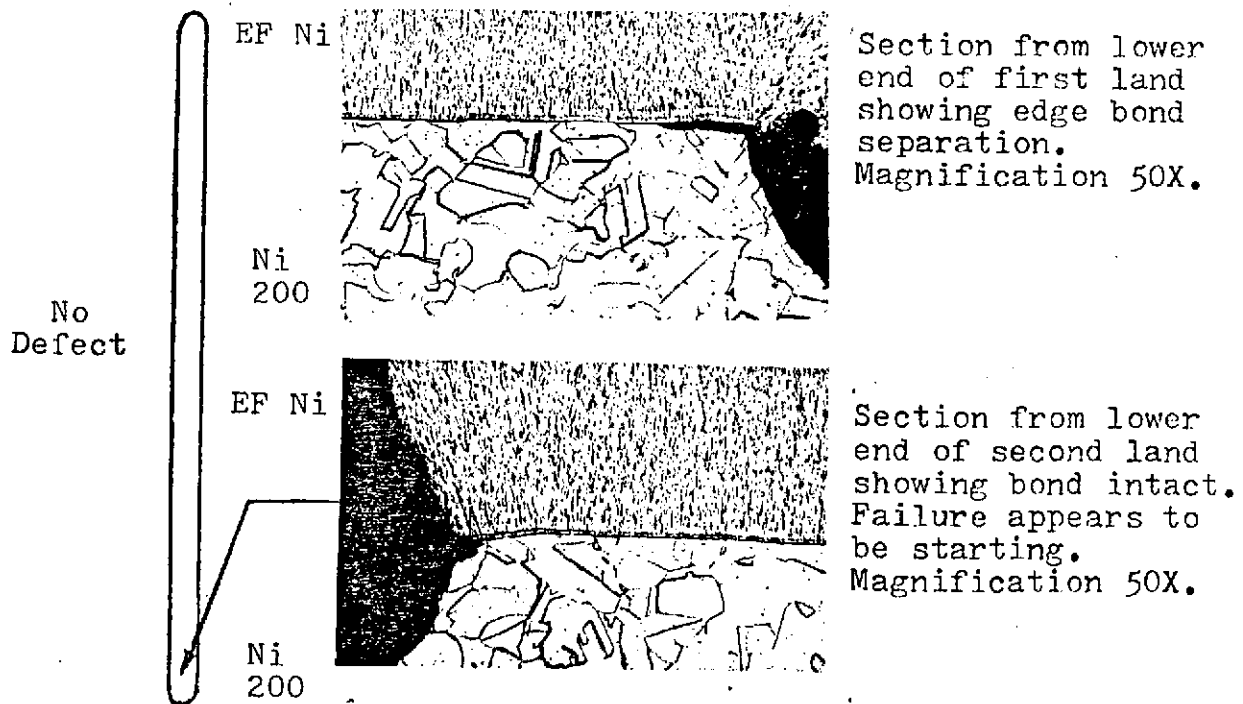 EF Ni
Section from lower
end of first land
showing edge bond
separation.
Magnification 50X.
Ni
200
No
Defect
EF Ni
Section from lower
end of second land
showing bond intact.
Failure appears to
be starting.
Magnification 50X.
Ni
200